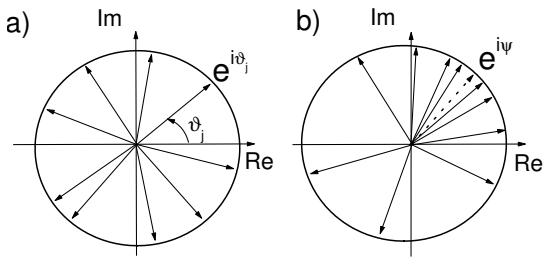 a)
Im
e^{iϑ_j}
ϑ_j
Re
b)
Im
e^{iψ}
Re